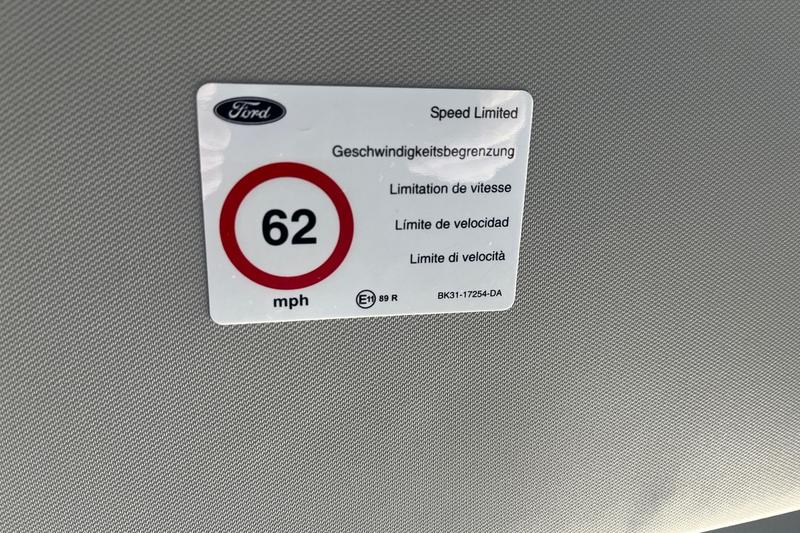 Ford
Speed Limited
Geschwindigkeitsbegrenzung
Limitation de vitesse
Límite de velocidad
Limite di velocità
62
mph
E11 89 R
BK31-17254-DA